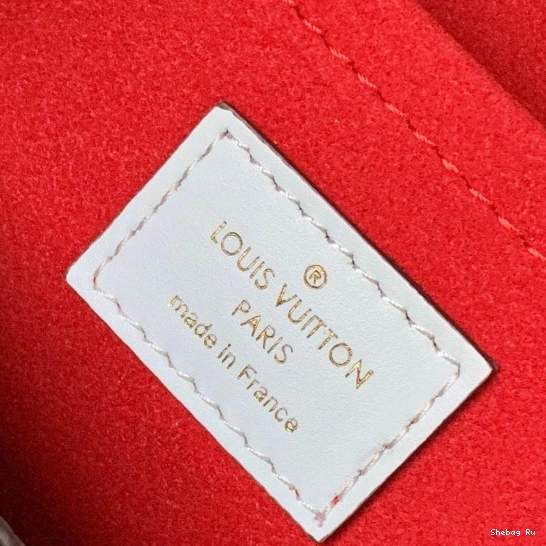 ®
LOUIS VUITTON
PARIS
made in France
Shebag Ru